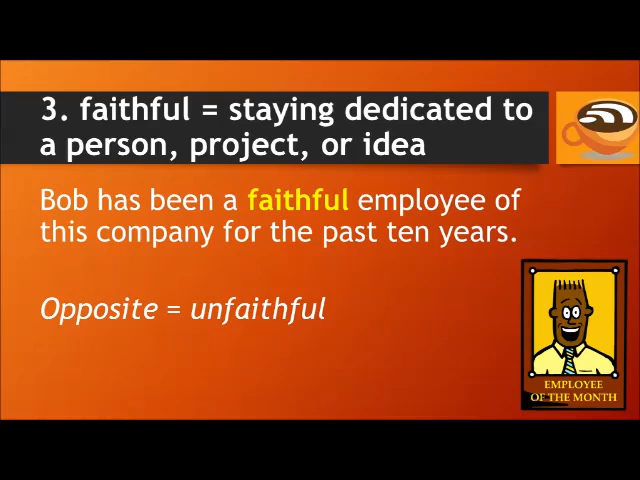 3. faithful = staying dedicated to
a person, project, or idea
Bob has been a faithful employee of
this company for the past ten years.
Opposite = unfaithful
EMPLOYEE
OF THE MONTH